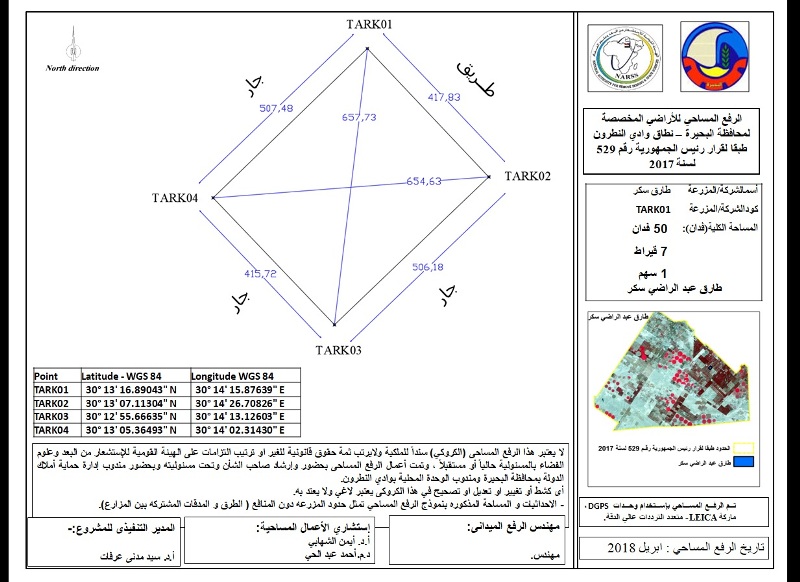 TARK01
North direction
جار
طريق
507,48
417,83
657,73
654,63
TARK04
TARK02
415,72
506,18
جار
جار
TARK03
Point Latitude - WGS 84 Longitude WGS 84
TARK01 30° 13' 16.89043" N 30° 14' 15.87639" E
TARK02 30° 13' 07.11304" N 30° 14' 26.70826" E
TARK03 30° 12' 55.66635" N 30° 14' 13.12603" E
TARK04 30° 13' 05.36493" N 30° 14' 02.31430" E
لا يعتبر هذا الرفع المساحي (الكروكي) سنداً للملكية ولايرتب ثمة حقوق قانونية للغير او ترتيب التزامات على الهيئة القومية للإستشعار من البعد وعلوم
الفضاء بالمسئولية حالياً أو مستقبلاً ، وتمت أعمال الرفع المساحى بحضور وإرشاد صاحب الشأن وتحت مسئوليته وبحضور مندوب إدارة حماية أملاك
الدولة بمحافظة البحيرة ومندوب الوحدة المحلية بوادي النطرون.
أى كشط أو تغيير او تعديل او تصحيح في هذا الكروكى يعتبر لاغي ولا يعتد به.
- الاحداثيات و المساحة المذكوره بنموذج الرفع المساحي تمثل حدود المزرعه دون المنافع ( الطرق و المدقات المشتركه بين المزارع).
مهندس الرفع الميدانى:
مهندس.
إستشاري الأعمال المساحية:
أ.د. أيمن الشهابي
د.م.أحمد عبد الحي
المدير التنفيذى للمشروع:-
أ.د. سيد مدنى عرفات
NARSS
الرفع المساحي للأراضي المخصصة
لمحافظة البحيرة – نطاق وادي النطرون
طبقا لقرار رئيس الجمهورية رقم 529
لسنة 2017
أسم الشركة/المزرعة طارق سكر
كود الشركة/المزرعة TARK01
المساحة الكلية(فدان): 50 فدان
7 قيراط
1 سهم
طارق عبد الراضي سكر
طارق عبد الراضي سكر
الحدود طبقا لقرار رئيس الجمهورية رقم 529 لسنة 2017
طارق عبد الراضي سكر
تم الرفع المساحي بإستخدام وحدات DGPS ،
ماركة LEICA - متعدد الترددات عالي الدقة.
تاريخ الرفع المساحي : ابريل 2018